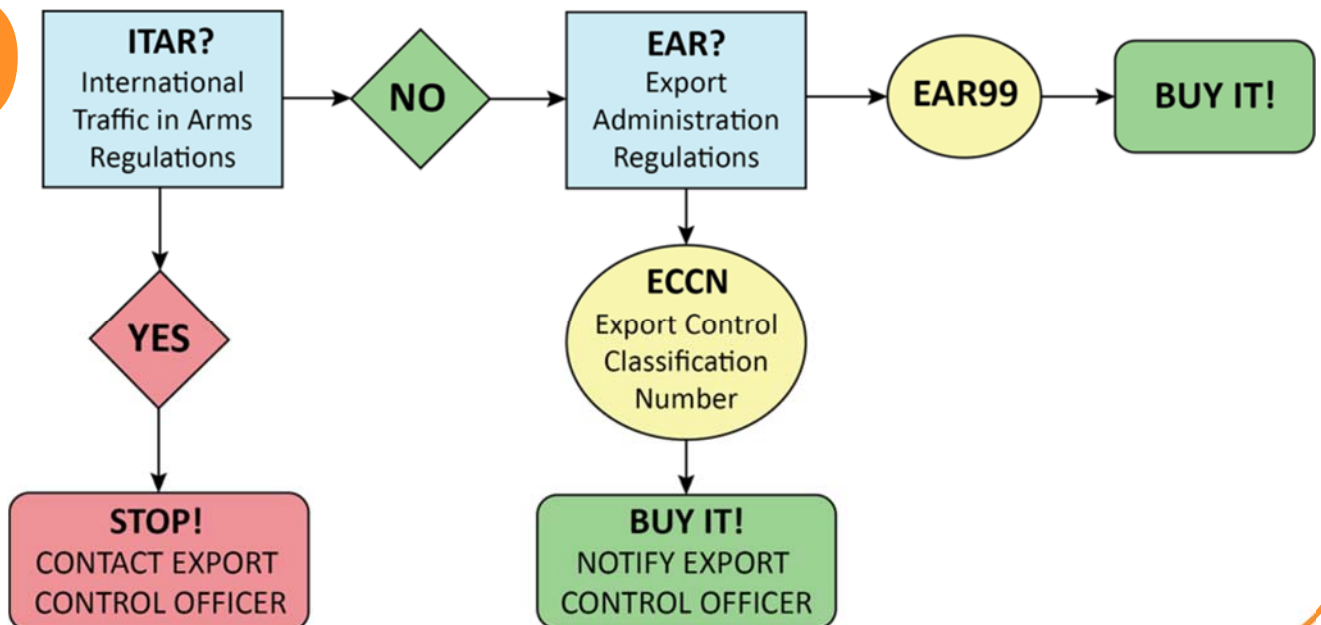 ITAR?
International
Traffic in Arms
Regulations
NO
EAR?
Export
Administration
Regulations
EAR99
BUY IT!
YES
ECCN
Export Control
Classification
Number
STOP!
CONTACT EXPORT
CONTROL OFFICER
BUY IT!
NOTIFY EXPORT
CONTROL OFFICER